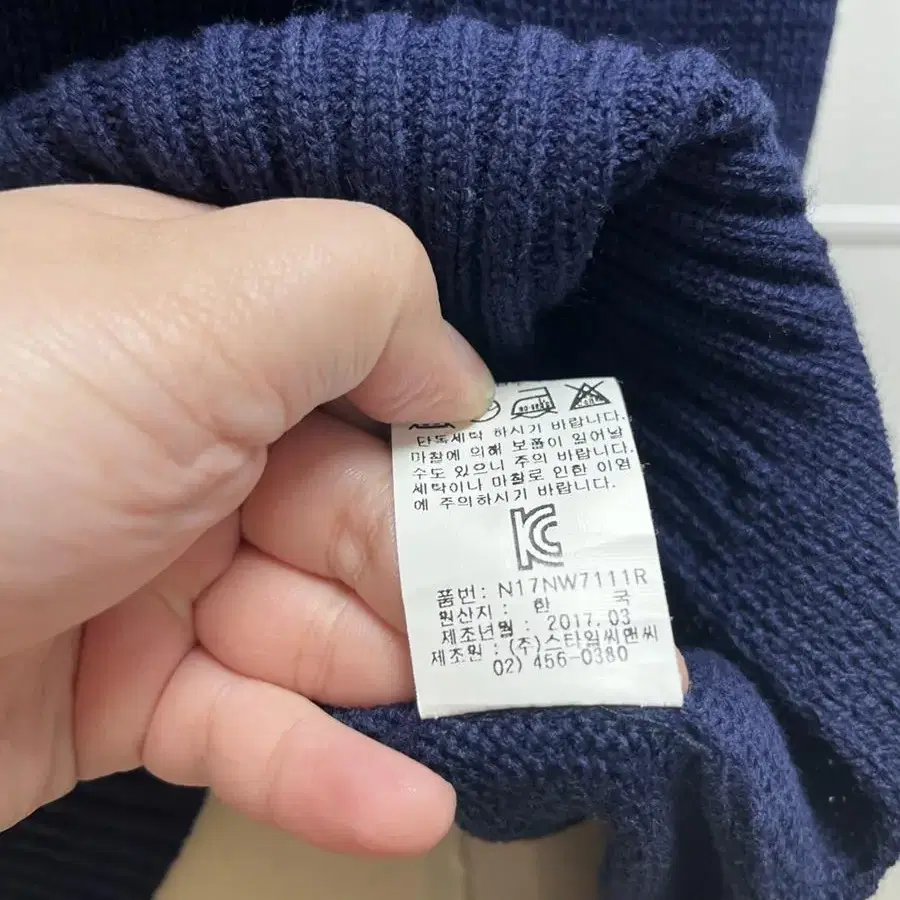 단독세탁 하시기 바랍니다.
마찰에 의해 보풀이 일어날
수도 있으니 주의 바랍니다.
세탁이나 마찰로 인한 이염
에 주의하시기 바랍니다.
KC
품번: N17NW7111R
원산지 : 한 국
제조년월 : 2017.03
제조원 : (주)스타일씨앤씨
02) 456-0380